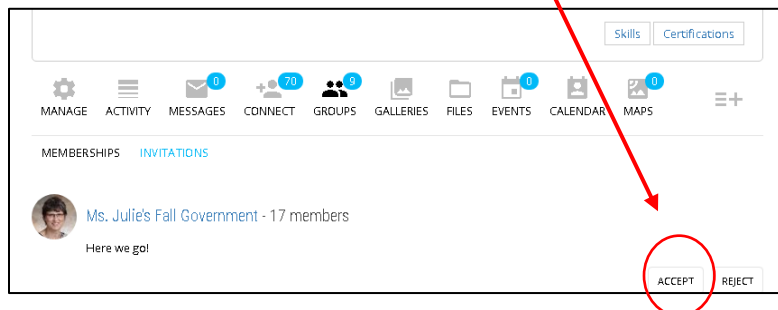 Skills Certifications
0 70 9 0 0
MANAGE ACTIVITY MESSAGES CONNECT GROUPS GALLERIES FILES EVENTS CALENDAR MAPS
MEMBERSHIPS INVITATIONS
Ms. Julie's Fall Government - 17 members
Here we go!
ACCEPT REJECT